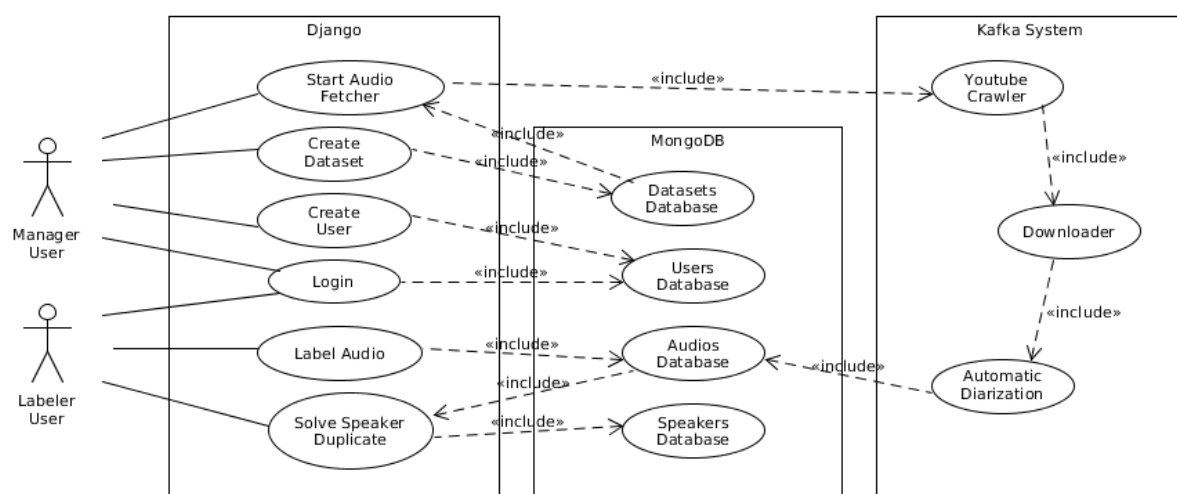 Django
Kafka System
Start Audio
Fetcher
«include»
Youtube
Crawler
«include»
MongoDB
Create
Dataset
«include»
«include»
Datasets
Database
Manager
User
Create
User
«include»
Downloader
Login
«include»
Users
Database
«include»
Label Audio
«include»
Audios
Database
«include»
«include»
Automatic
Diarization
Labeler
User
Solve Speaker
Duplicate
«include»
Speakers
Database